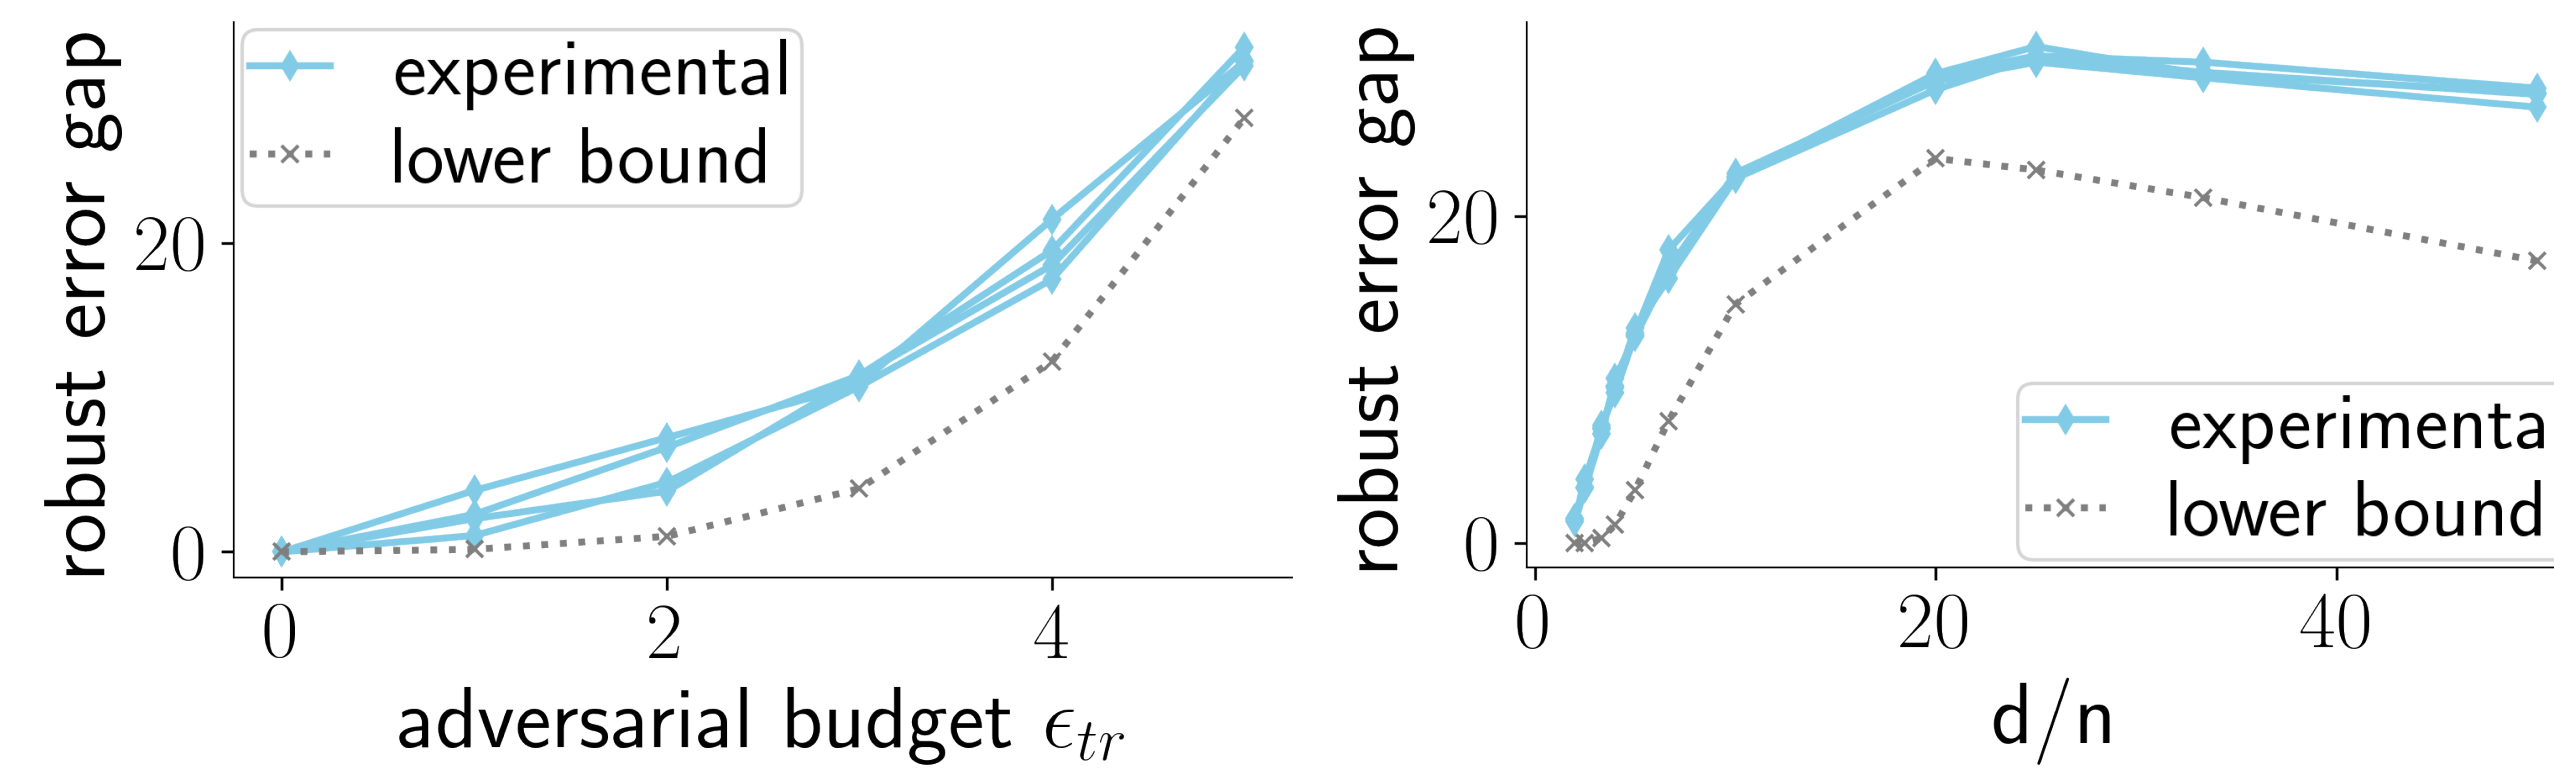 robust error gap
experimental
lower bound
20
0
0 2 4
adversarial budget ϵ_tr
robust error gap
20
0
experimenta
lower bound
0 20 40
d/n